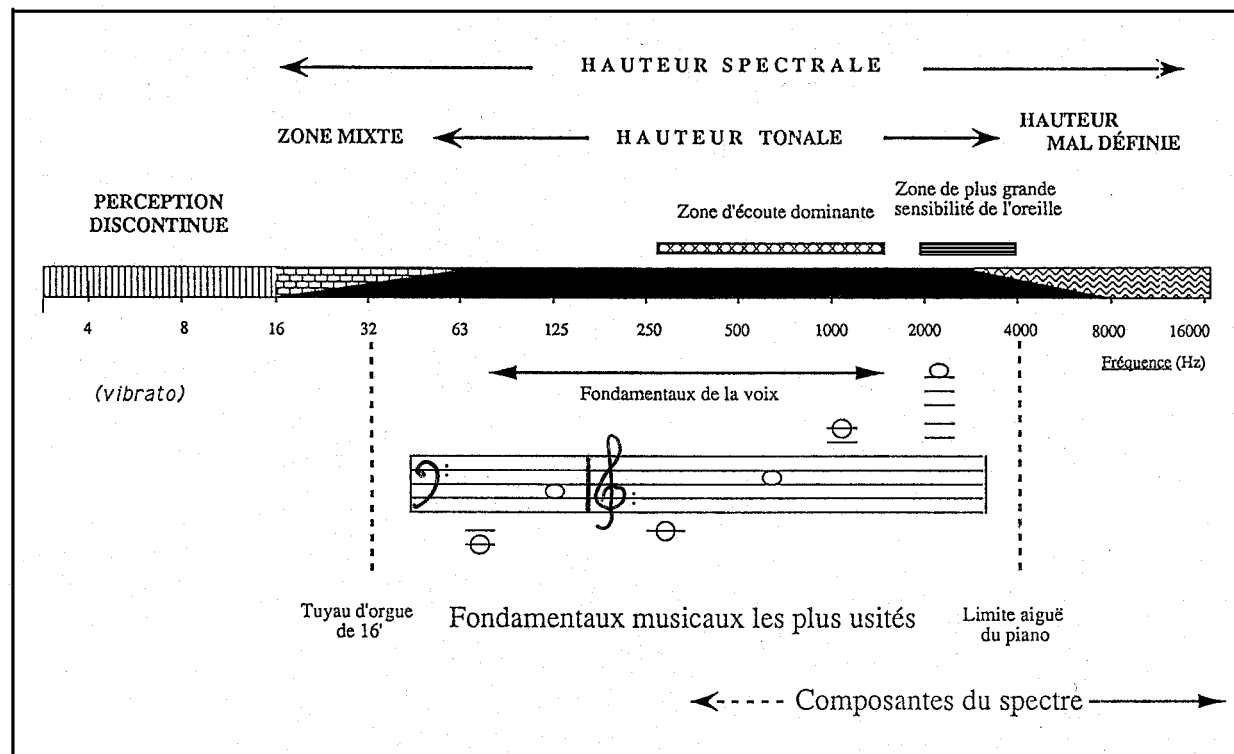 HAUTEUR SPECTRALE
ZONE MIXTE
HAUTEUR TONALE
HAUTEUR
MAL DÉFINIE
PERCEPTION
DISCONTINUE
Zone d'écoute dominante
Zone de plus grande
sensibilité de l'oreille
4 8 16 32 63 125 250 500 1000 2000 4000 8000 16000
Fréquence (Hz)
(vibrato)
Fondamentaux de la voix
Tuyau d'orgue
de 16'
Fondamentaux musicaux les plus usités
Limite aiguë
du piano
Composantes du spectre